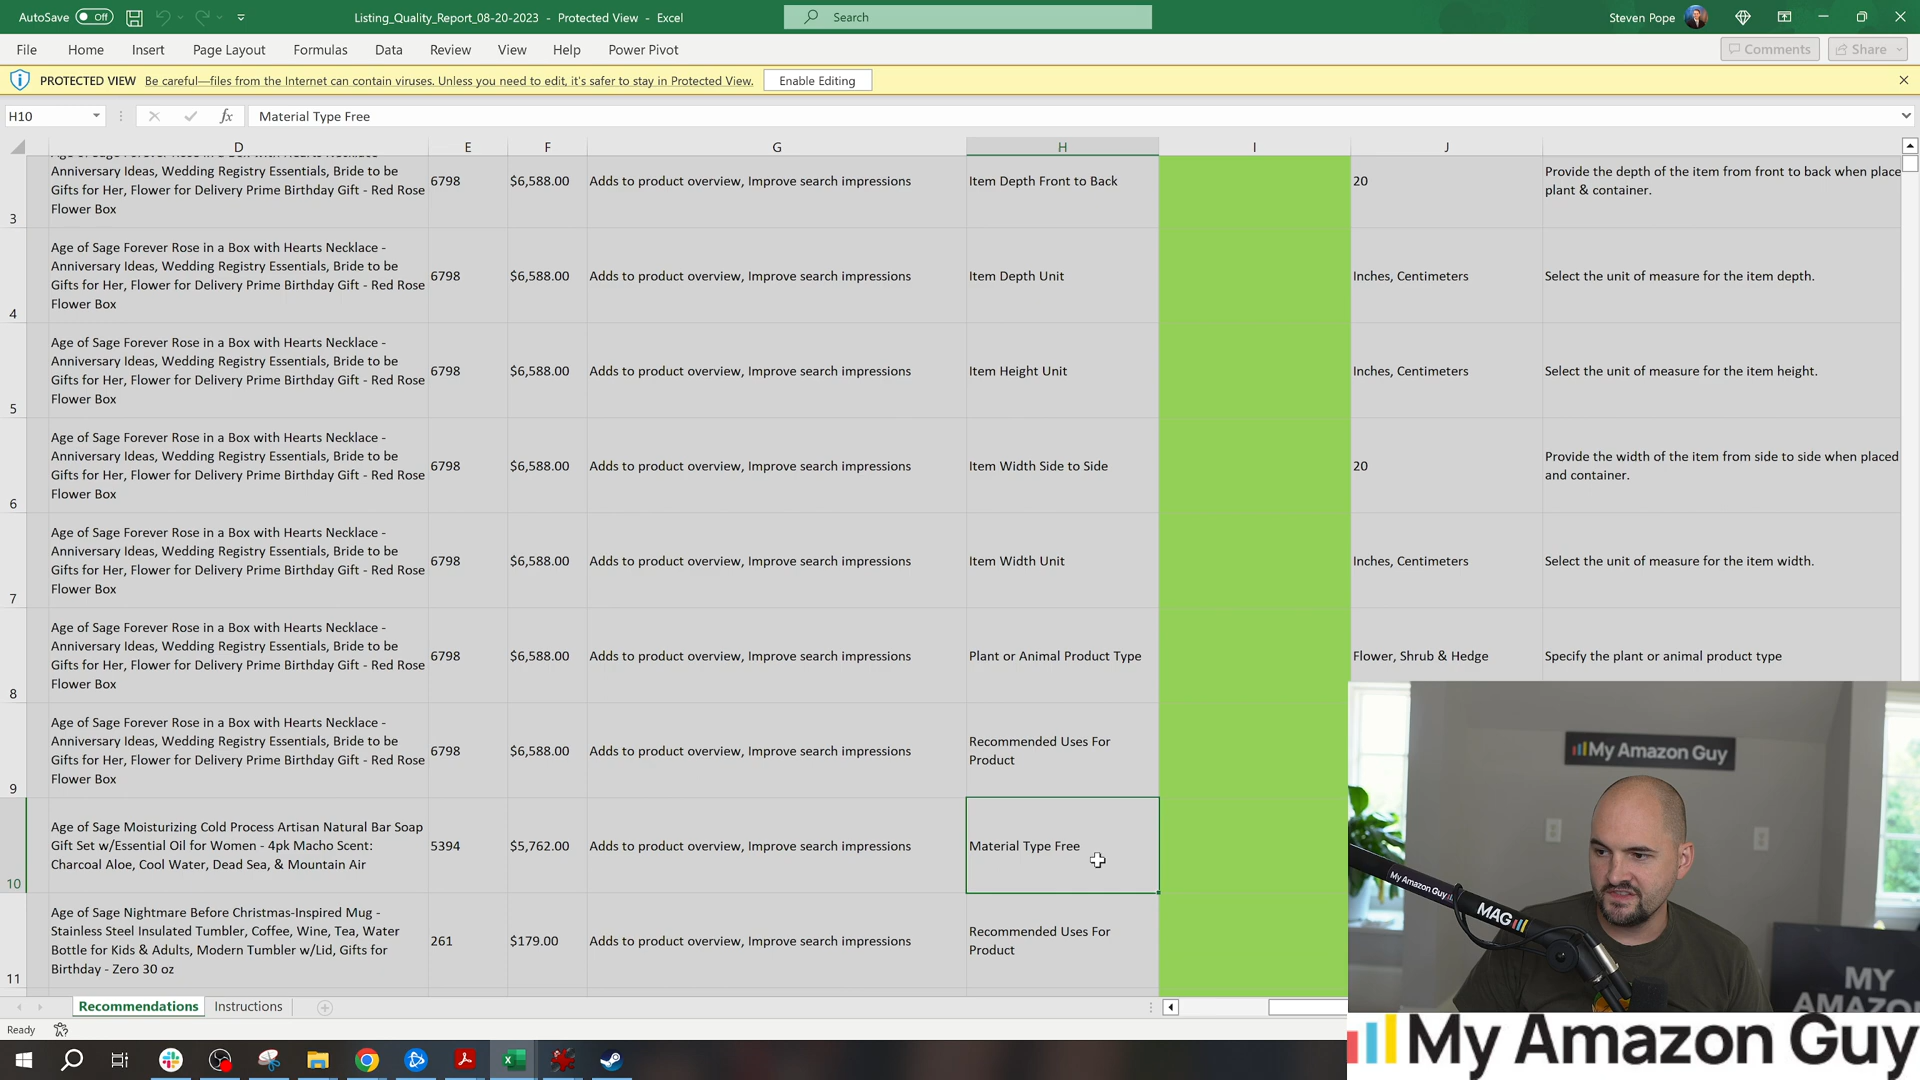 AutoSave Off
Listing_Quality_Report_08-20-2023 - Protected View - Excel
Search
Steven Pope
File Home Insert Page Layout Formulas Data Review View Help Power Pivot
Comments Share
PROTECTED VIEW Be careful—files from the Internet can contain viruses. Unless you need to edit, it's safer to stay in Protected View. Enable Editing
H10 fx Material Type Free
D E F G H I J
Anniversary Ideas, Wedding Registry Essentials, Bride to be
Gifts for Her, Flower for Delivery Prime Birthday Gift - Red Rose
Flower Box
3 6798 $6,588.00 Adds to product overview, Improve search impressions Item Depth Front to Back 20
Provide the depth of the item from front to back when place
plant & container.
Age of Sage Forever Rose in a Box with Hearts Necklace -
Anniversary Ideas, Wedding Registry Essentials, Bride to be
Gifts for Her, Flower for Delivery Prime Birthday Gift - Red Rose
Flower Box
4 6798 $6,588.00 Adds to product overview, Improve search impressions Item Depth Unit Inches, Centimeters Select the unit of measure for the item depth.
Age of Sage Forever Rose in a Box with Hearts Necklace -
Anniversary Ideas, Wedding Registry Essentials, Bride to be
Gifts for Her, Flower for Delivery Prime Birthday Gift - Red Rose
Flower Box
5 6798 $6,588.00 Adds to product overview, Improve search impressions Item Height Unit Inches, Centimeters Select the unit of measure for the item height.
Age of Sage Forever Rose in a Box with Hearts Necklace -
Anniversary Ideas, Wedding Registry Essentials, Bride to be
Gifts for Her, Flower for Delivery Prime Birthday Gift - Red Rose
Flower Box
6 6798 $6,588.00 Adds to product overview, Improve search impressions Item Width Side to Side 20
Provide the width of the item from side to side when placed
and container.
Age of Sage Forever Rose in a Box with Hearts Necklace -
Anniversary Ideas, Wedding Registry Essentials, Bride to be
Gifts for Her, Flower for Delivery Prime Birthday Gift - Red Rose
Flower Box
7 6798 $6,588.00 Adds to product overview, Improve search impressions Item Width Unit Inches, Centimeters Select the unit of measure for the item width.
Age of Sage Forever Rose in a Box with Hearts Necklace -
Anniversary Ideas, Wedding Registry Essentials, Bride to be
Gifts for Her, Flower for Delivery Prime Birthday Gift - Red Rose
Flower Box
8 6798 $6,588.00 Adds to product overview, Improve search impressions Plant or Animal Product Type Flower, Shrub & Hedge Specify the plant or animal product type
Age of Sage Forever Rose in a Box with Hearts Necklace -
Anniversary Ideas, Wedding Registry Essentials, Bride to be
Gifts for Her, Flower for Delivery Prime Birthday Gift - Red Rose
Flower Box
9 6798 $6,588.00 Adds to product overview, Improve search impressions
Recommended Uses For
Product
Age of Sage Moisturizing Cold Process Artisan Natural Bar Soap
Gift Set w/Essential Oil for Women - 4pk Macho Scent:
Charcoal Aloe, Cool Water, Dead Sea, & Mountain Air
10 5394 $5,762.00 Adds to product overview, Improve search impressions Material Type Free
Age of Sage Nightmare Before Christmas-Inspired Mug -
Stainless Steel Insulated Tumbler, Coffee, Wine, Tea, Water
Bottle for Kids & Adults, Modern Tumbler w/Lid, Gifts for
Birthday - Zero 30 oz
11 261 $179.00 Adds to product overview, Improve search impressions
Recommended Uses For
Product
My Amazon Guy
My Amazon Guy
MAG
MY
AMAZON
Recommendations Instructions
Ready
My Amazon Guy